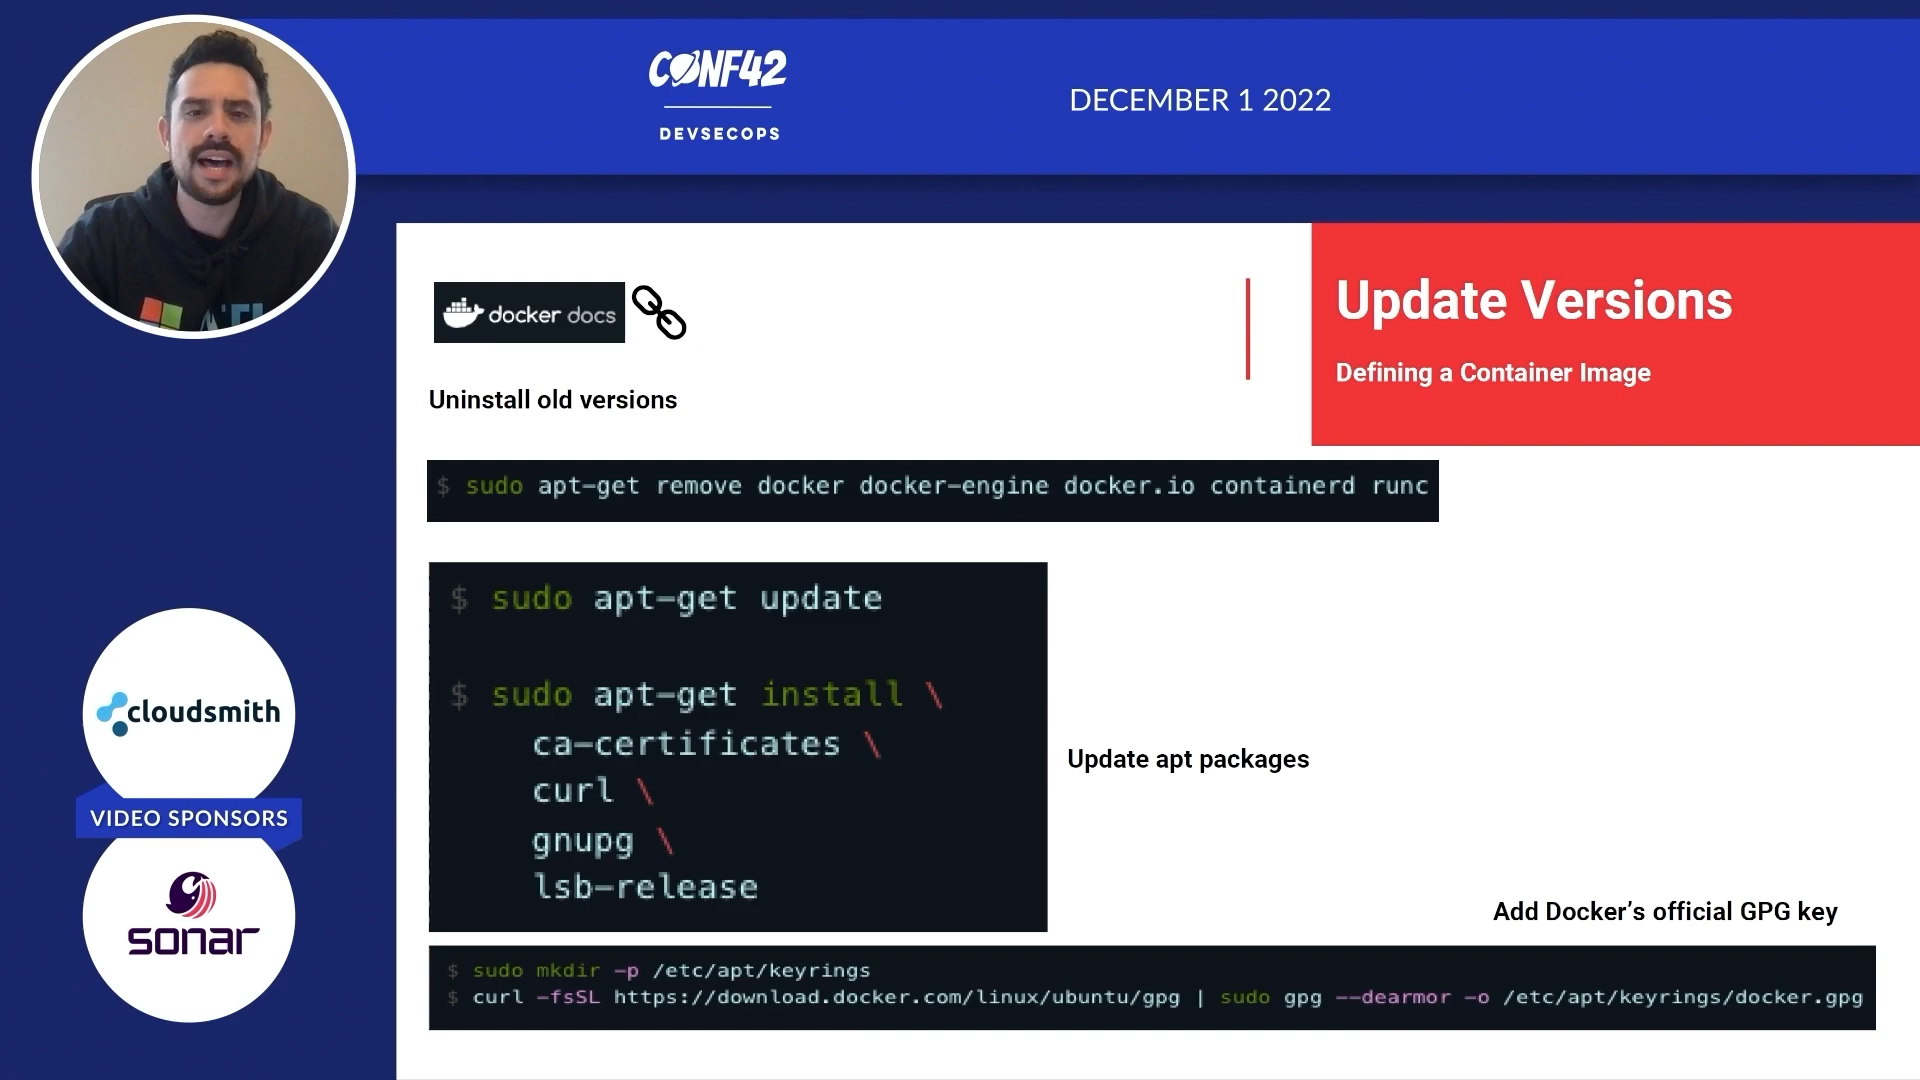 CONF42
DEVSECOPS
DECEMBER 1 2022
docker docs
Update Versions
Defining a Container Image
Uninstall old versions
$ sudo apt-get remove docker docker-engine docker.io containerd runc
$ sudo apt-get update
$ sudo apt-get install \
ca-certificates \
curl \
gnupg \
lsb-release
Update apt packages
Add Docker’s official GPG key
$ sudo mkdir -p /etc/apt/keyrings
$ curl -fsSL https://download.docker.com/linux/ubuntu/gpg | sudo gpg --dearmor -o /etc/apt/keyrings/docker.gpg
cloudsmith
VIDEO SPONSORS
sonar